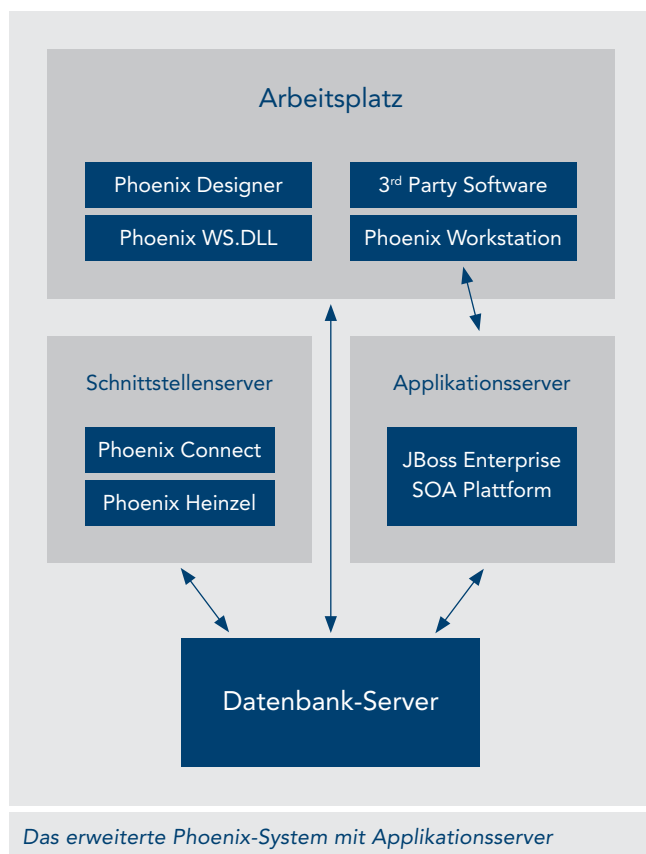 Arbeitsplatz
Phoenix Designer
Phoenix WS.DLL
3rd Party Software
Phoenix Workstation
Schnittstellenserver
Phoenix Connect
Phoenix Heinzel
Applikationsserver
JBoss Enterprise
SOA Plattform
Datenbank-Server
Das erweiterte Phoenix-System mit Applikationsserver